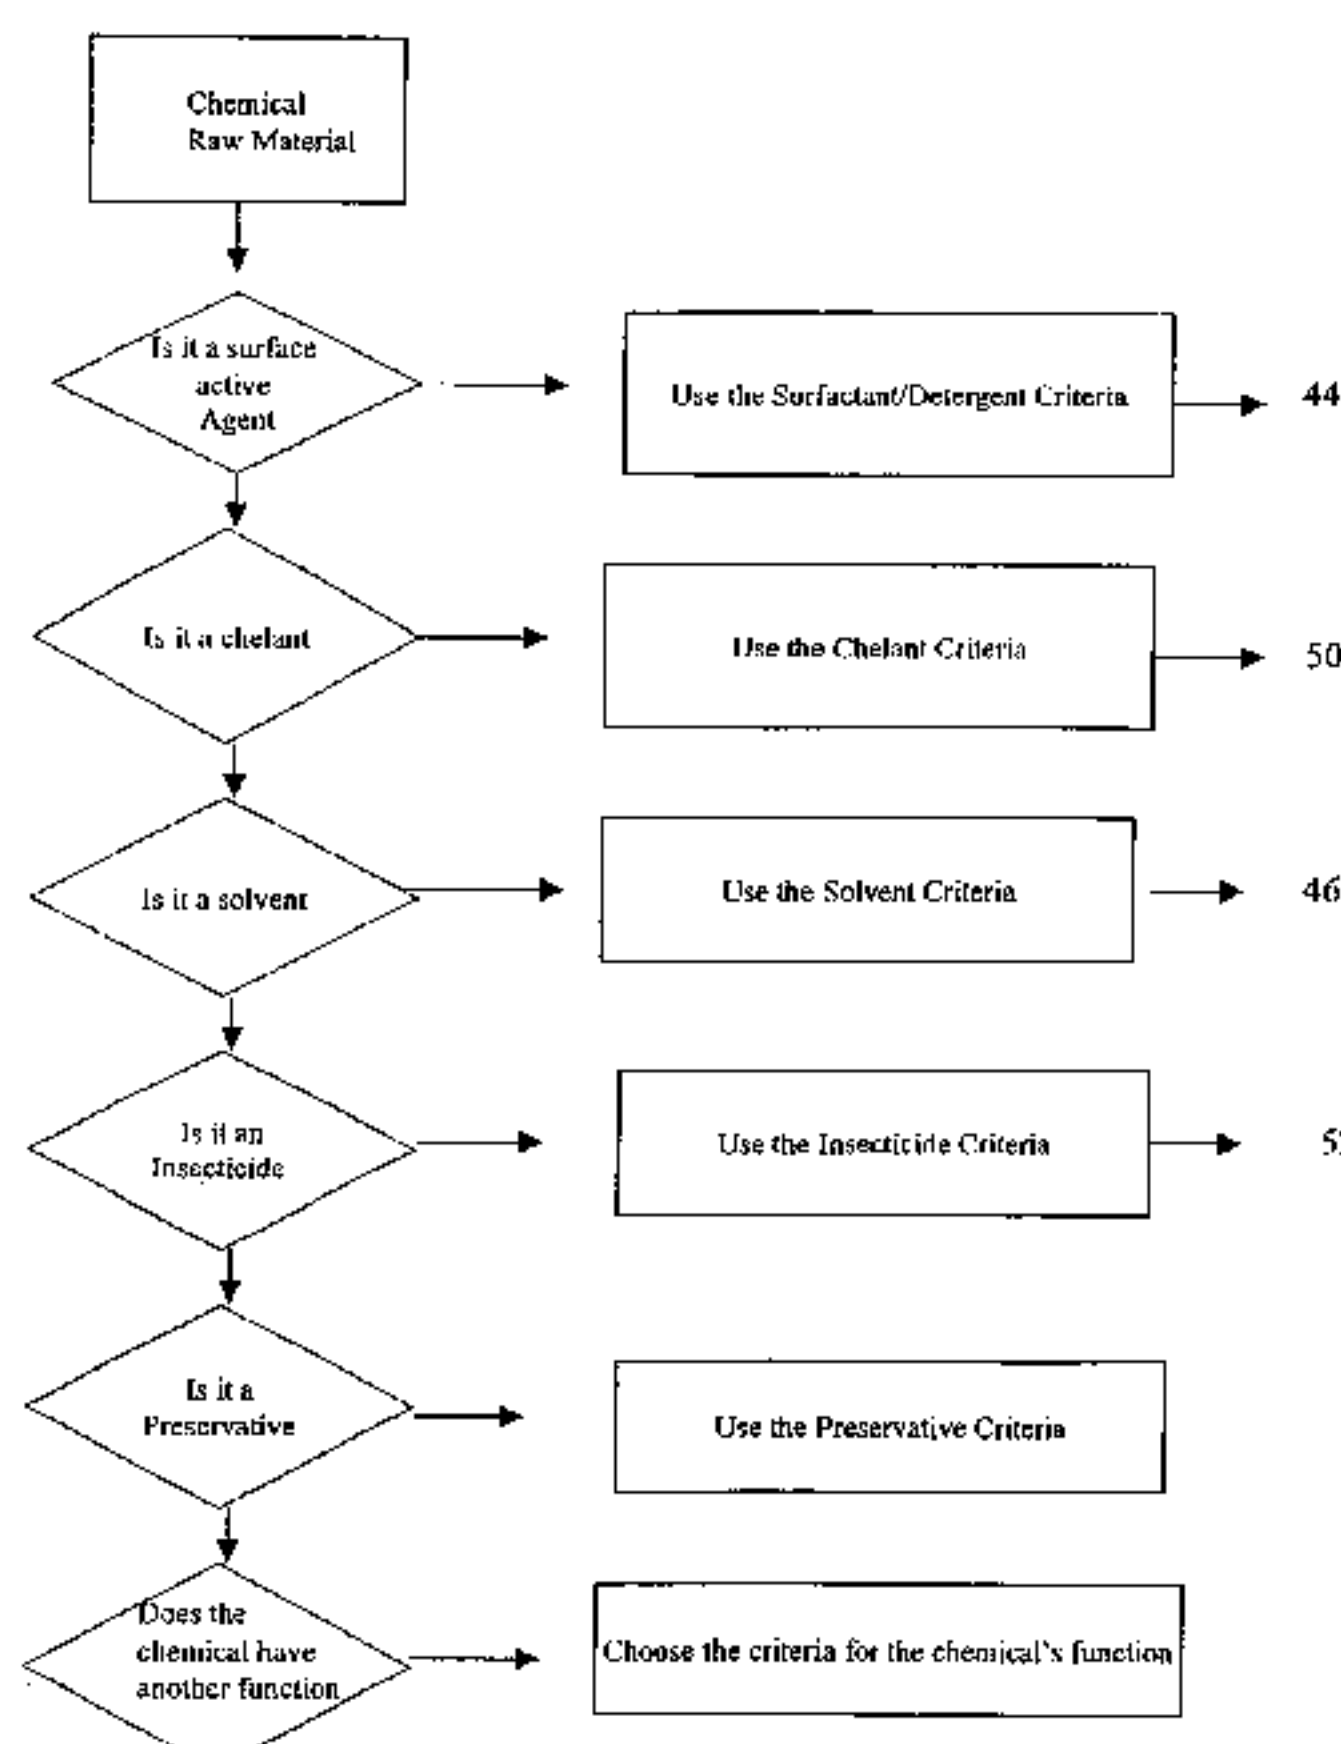 Chemical
Raw Material
Is it a surface
active
Agent
Use the Surfactant/Detergent Criteria
44
Is it a chelant
Use the Chelant Criteria
50
Is it a solvent
Use the Solvent Criteria
46
Is it an
Insecticide
Use the Insecticide Criteria
Is it a
Preservative
Use the Preservative Criteria
Does the
chemical have
another function
Choose the criteria for the chemical's function